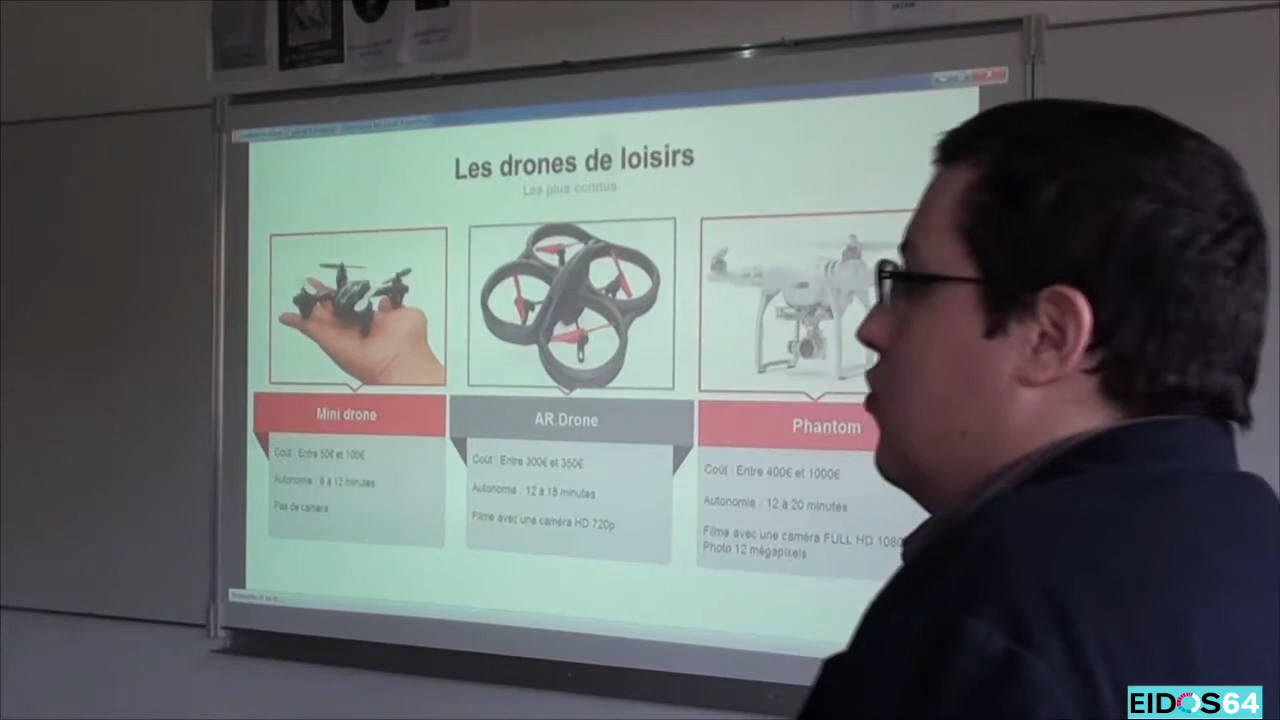 Les drones de loisirs
Les plus connus
Mini drone
Coût : Entre 50€ et 100€
Autonomie : 8 à 12 minutes
Pas de caméra
AR.Drone
Coût : Entre 300€ et 350€
Autonomie : 12 à 15 minutes
Filme avec une caméra HD 720p
Phantom
Coût : Entre 400€ et 1000€
Autonomie : 12 à 20 minutes
Filme avec une caméra FULL HD 1080
Photo 12 mégapixels
EIDOS64